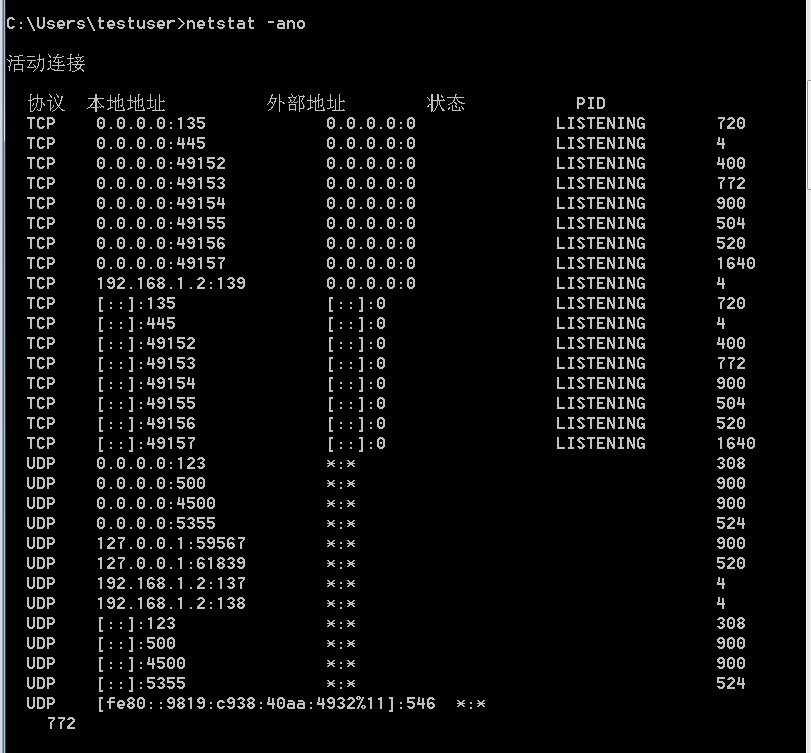 C:\Users\testuser>netstat -ano
活动连接
协议 本地地址 外部地址 状态 PID
TCP 0.0.0.0:135 0.0.0.0:0 LISTENING 720
TCP 0.0.0.0:445 0.0.0.0:0 LISTENING 4
TCP 0.0.0.0:49152 0.0.0.0:0 LISTENING 400
TCP 0.0.0.0:49153 0.0.0.0:0 LISTENING 772
TCP 0.0.0.0:49154 0.0.0.0:0 LISTENING 900
TCP 0.0.0.0:49155 0.0.0.0:0 LISTENING 504
TCP 0.0.0.0:49156 0.0.0.0:0 LISTENING 520
TCP 0.0.0.0:49157 0.0.0.0:0 LISTENING 1640
TCP 192.168.1.2:139 0.0.0.0:0 LISTENING 4
TCP [::]:135 [::]:0 LISTENING 720
TCP [::]:445 [::]:0 LISTENING 4
TCP [::]:49152 [::]:0 LISTENING 400
TCP [::]:49153 [::]:0 LISTENING 772
TCP [::]:49154 [::]:0 LISTENING 900
TCP [::]:49155 [::]:0 LISTENING 504
TCP [::]:49156 [::]:0 LISTENING 520
TCP [::]:49157 [::]:0 LISTENING 1640
UDP 0.0.0.0:123 *:* 308
UDP 0.0.0.0:500 *:* 900
UDP 0.0.0.0:4500 *:* 900
UDP 0.0.0.0:5355 *:* 524
UDP 127.0.0.1:59567 *:* 900
UDP 127.0.0.1:61839 *:* 520
UDP 192.168.1.2:137 *:* 4
UDP 192.168.1.2:138 *:* 4
UDP [::]:123 *:* 308
UDP [::]:500 *:* 900
UDP [::]:4500 *:* 900
UDP [::]:5355 *:* 524
UDP [fe80::9819:c938:40aa:4932%11]:546 *:*
772